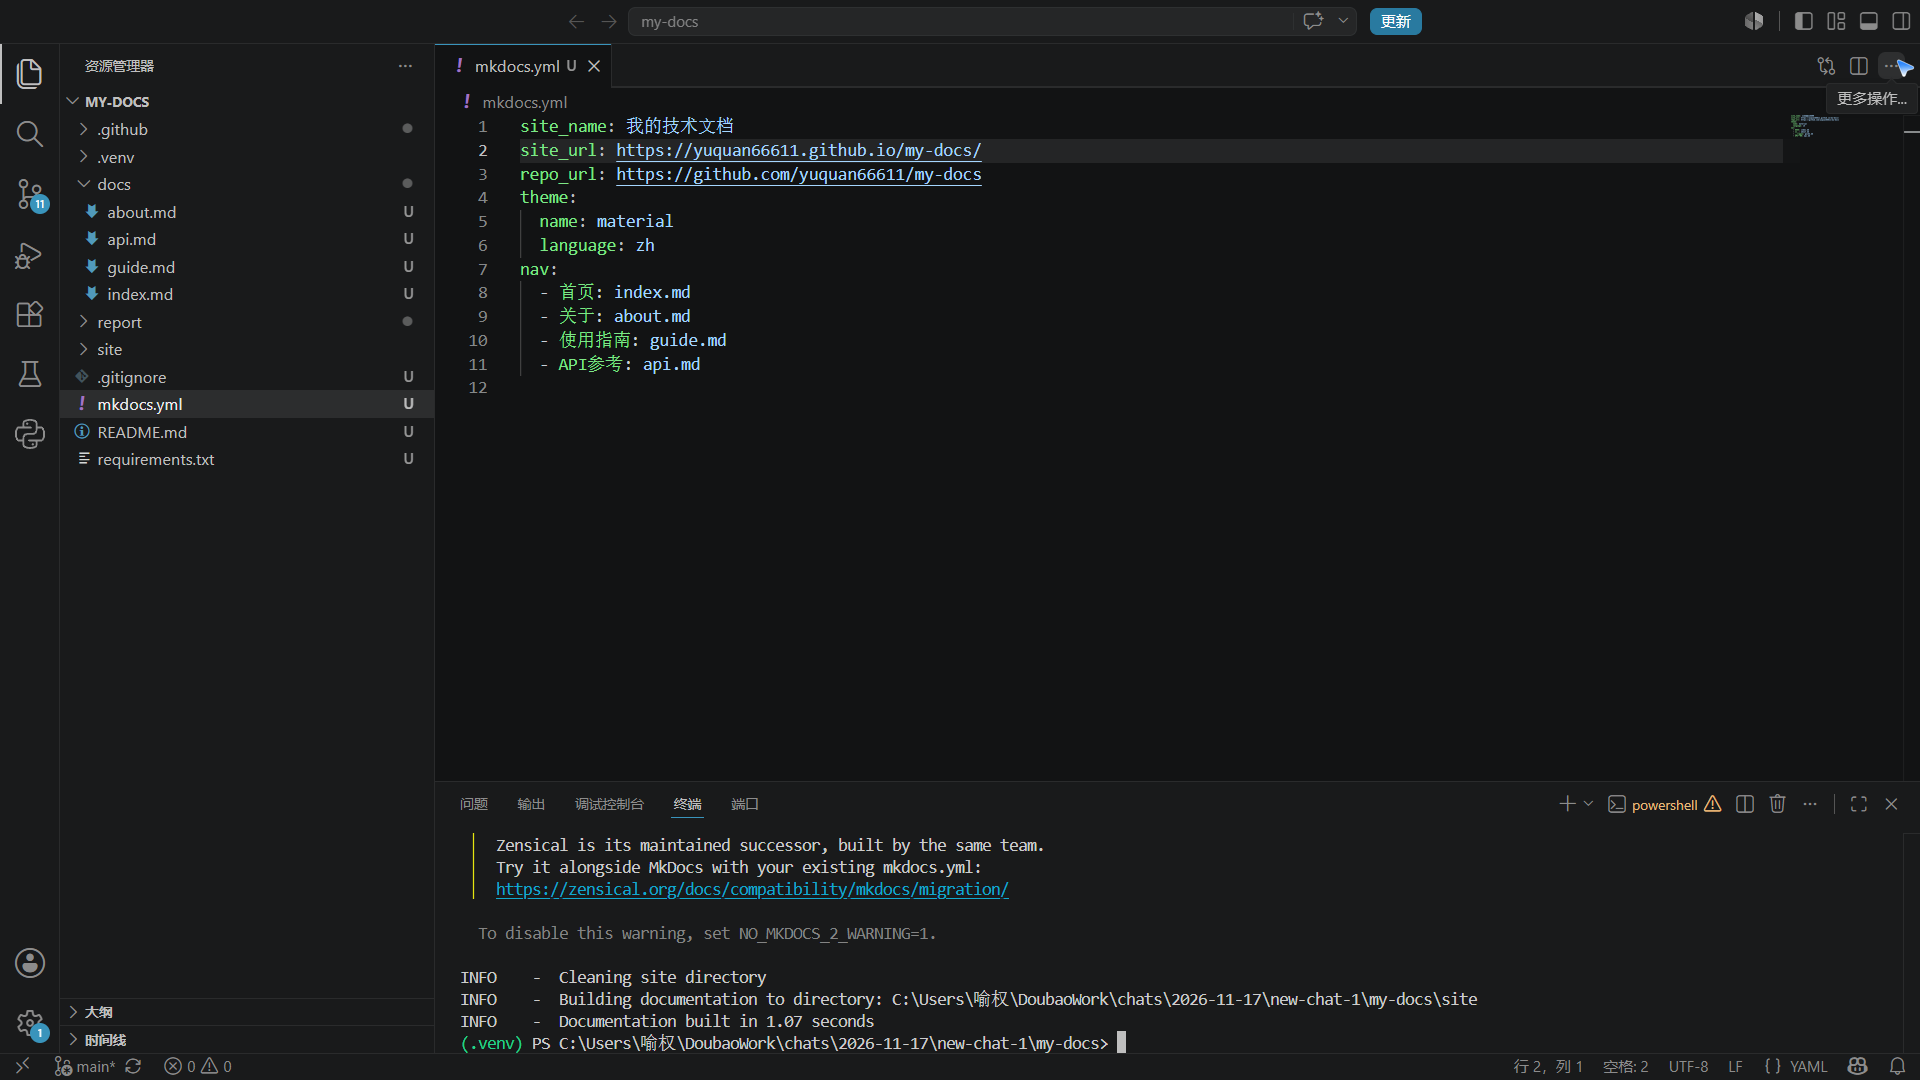 my-docs
更新
资源管理器
MY-DOCS
.github
.venv
docs
about.md U
api.md U
guide.md U
index.md U
report
site
.gitignore U
! mkdocs.yml U
README.md U
requirements.txt U
大纲
时间线
11
1
! mkdocs.yml U
更多操作...
! mkdocs.yml
1 site_name: 我的技术文档
2 site_url: https://yuquan66611.github.io/my-docs/
3 repo_url: https://github.com/yuquan66611/my-docs
4 theme:
5 name: material
6 language: zh
7 nav:
8 - 首页: index.md
9 - 关于: about.md
10 - 使用指南: guide.md
11 - API参考: api.md
12
问题 输出 调试控制台 终端 端口
powershell
Zensical is its maintained successor, built by the same team.
Try it alongside MkDocs with your existing mkdocs.yml:
https://zensical.org/docs/compatibility/mkdocs/migration/
To disable this warning, set NO_MKDOCS_2_WARNING=1.
INFO - Cleaning site directory
INFO - Building documentation to directory: C:\Users\喻权\DoubaoWork\chats\2026-11-17\new-chat-1\my-docs\site
INFO - Documentation built in 1.07 seconds
(.venv) PS C:\Users\喻权\DoubaoWork\chats\2026-11-17\new-chat-1\my-docs>
main* 0 0
行 2, 列 1 空格: 2 UTF-8 LF {} YAML